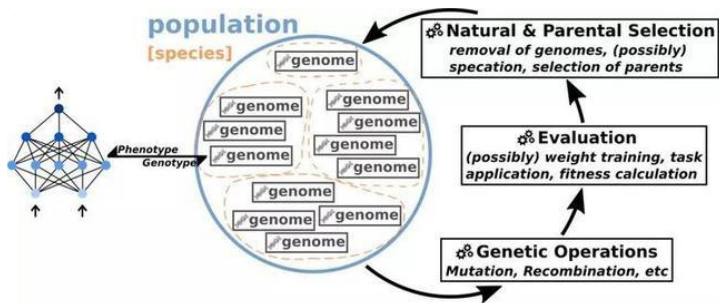 population
[species]
genome
genome
genome
genome
genome
genome
genome
genome
genome
genome
genome
genome
Phenotype
Genotype
Natural & Parental Selection
removal of genomes, (possibly)
specation, selection of parents
Evaluation
(possibly) weight training, task
application, fitness calculation
Genetic Operations
Mutation, Recombination, etc